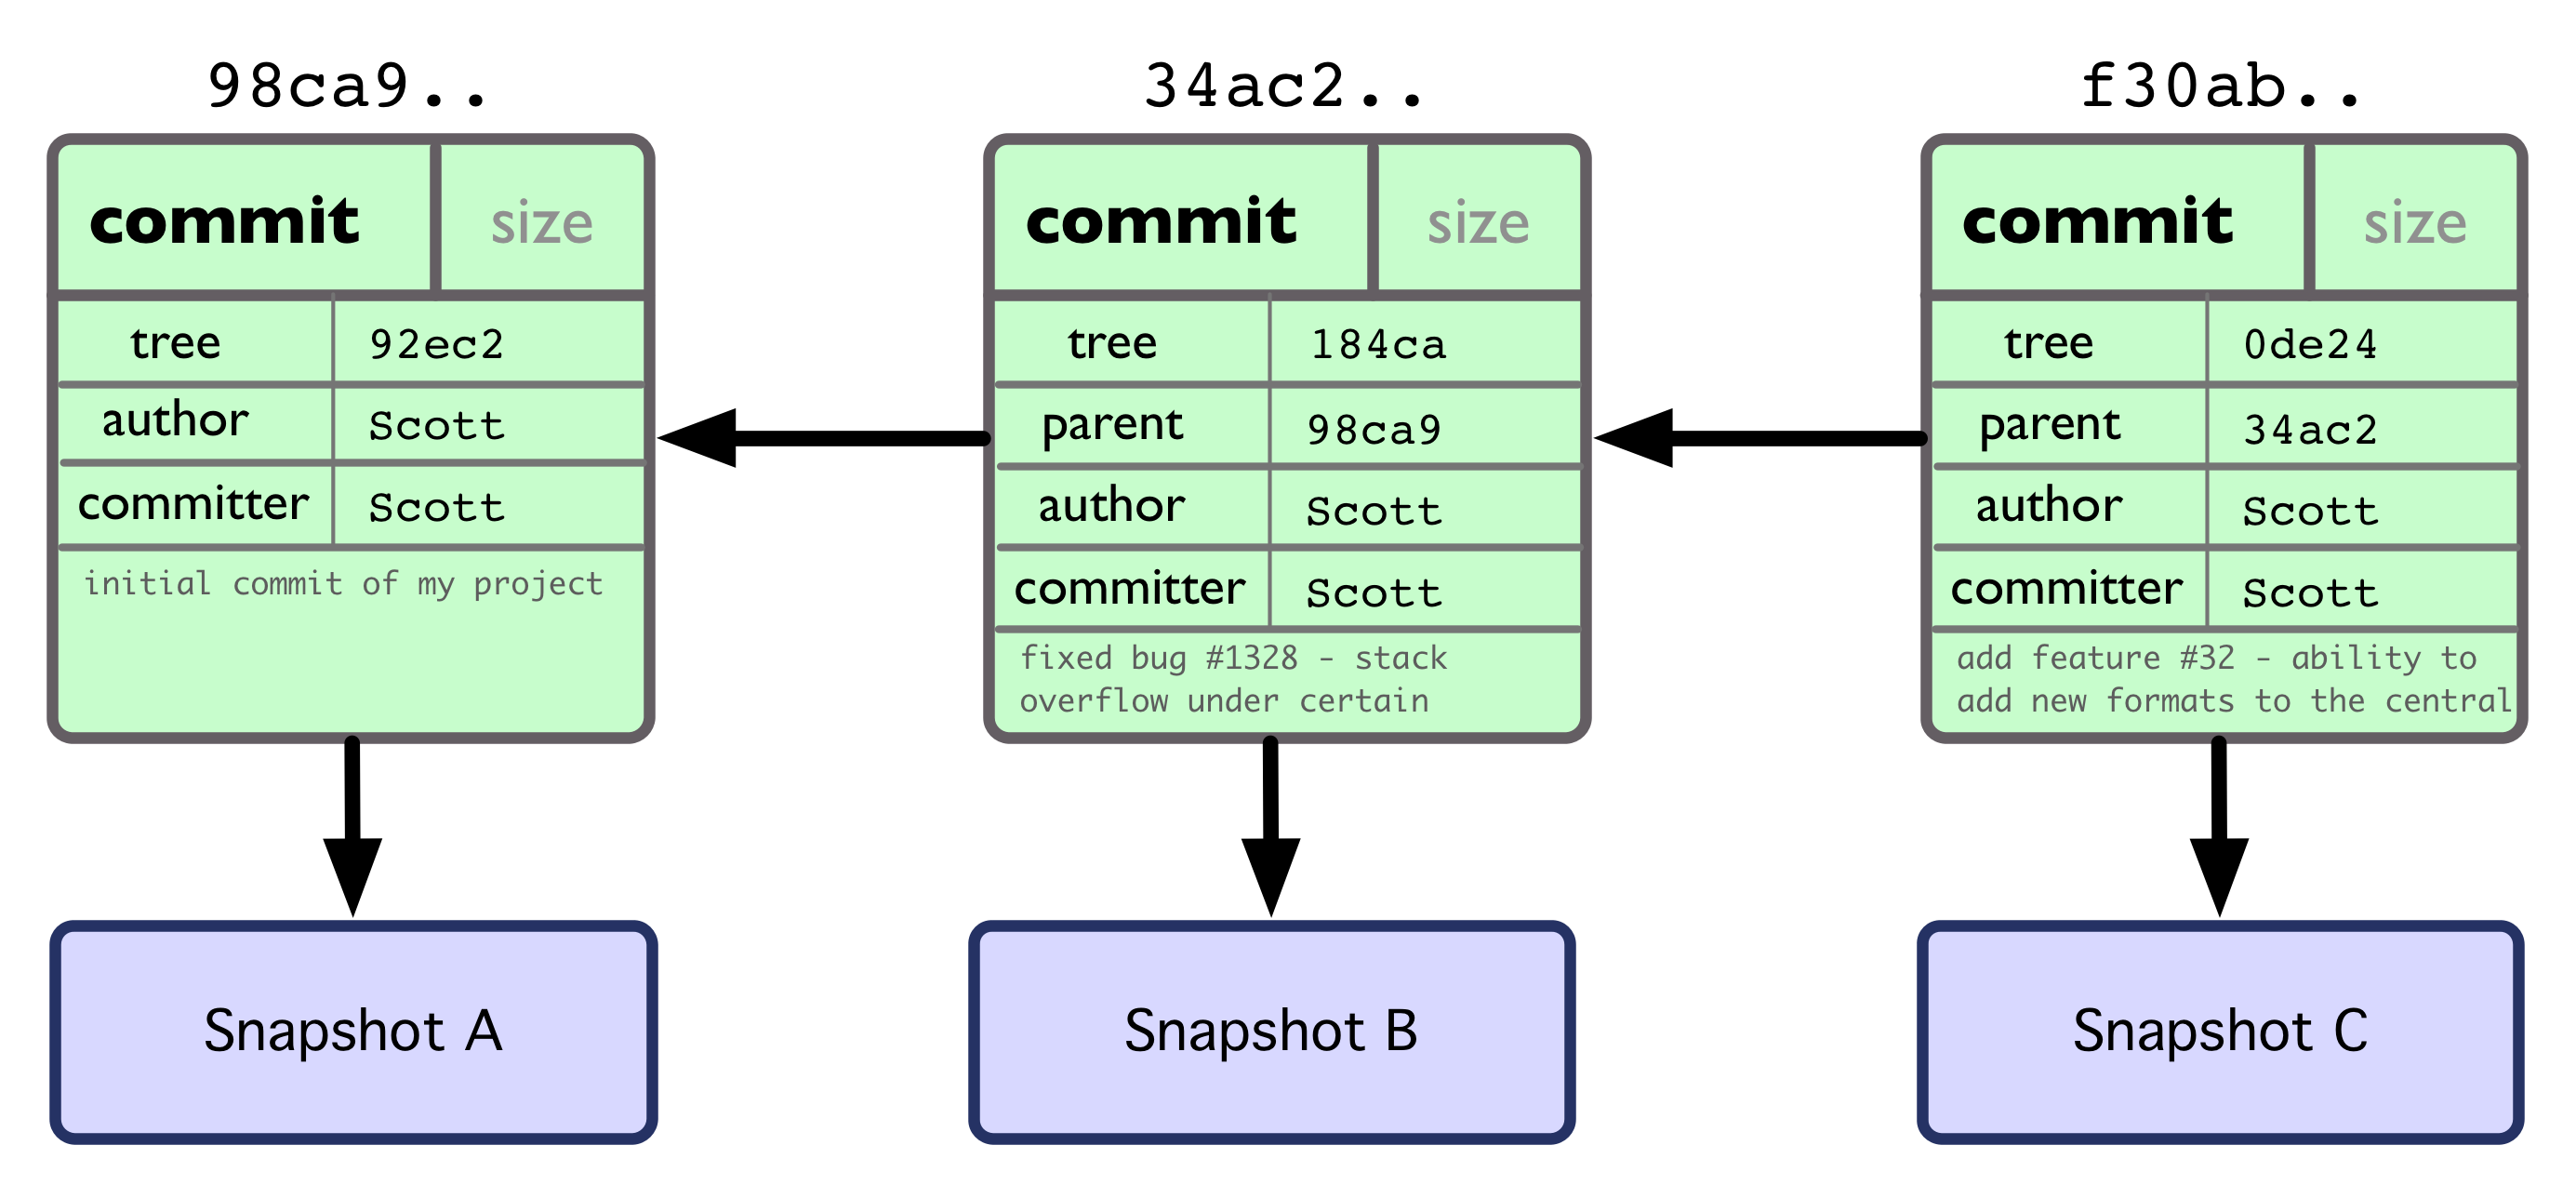 98ca9..
commit size
tree 92ec2
author Scott
committer Scott
initial commit of my project
34ac2..
commit size
tree 184ca
parent 98ca9
author Scott
committer Scott
fixed bug #1328 - stack
overflow under certain
f30ab..
commit size
tree 0de24
parent 34ac2
author Scott
committer Scott
add feature #32 - ability to
add new formats to the central
Snapshot A
Snapshot B
Snapshot C